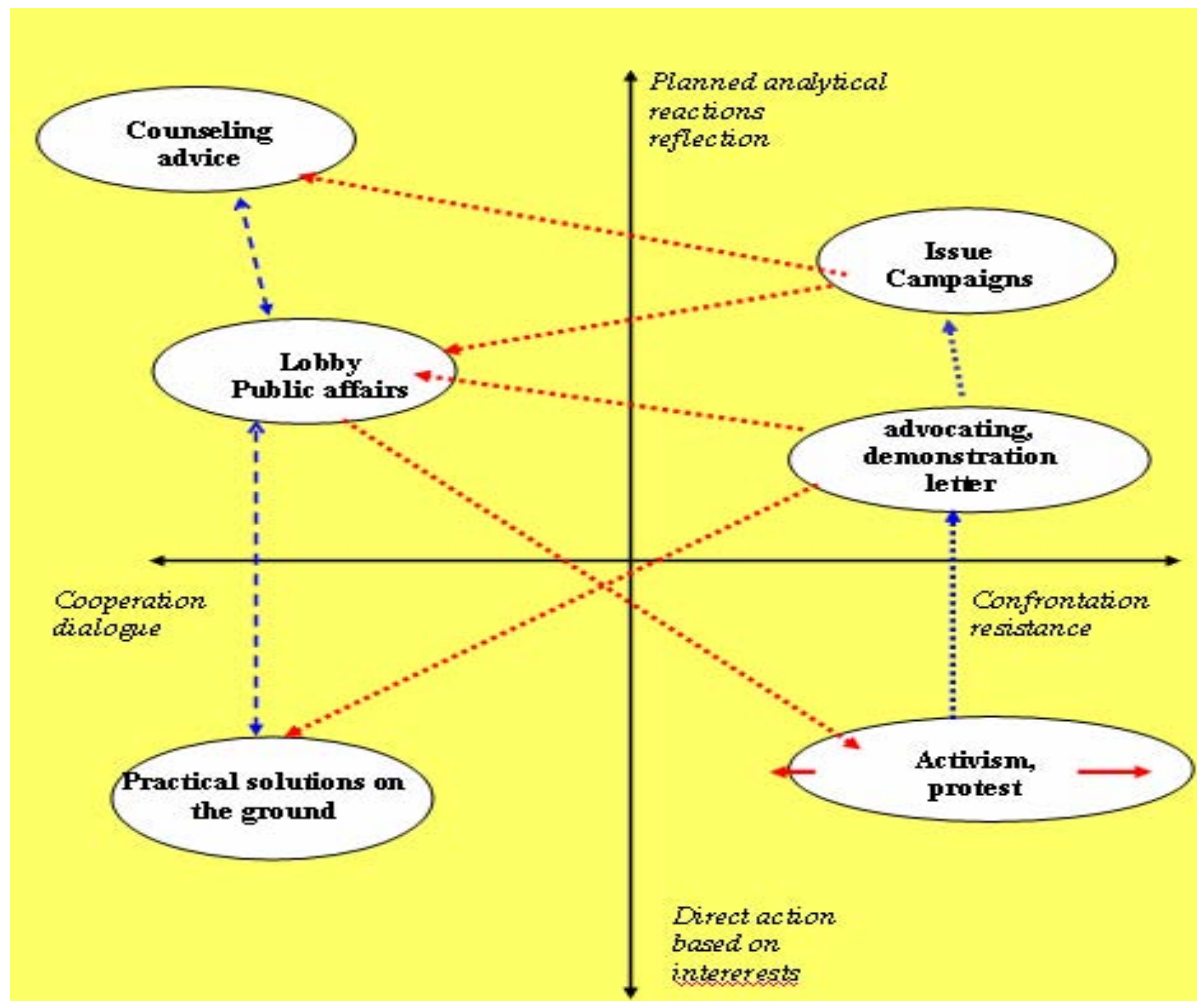 Planned analytical
reactions
reflection
Counseling
advice
Issue
Campaigns
Lobby
Public affairs
advocating,
demonstration
letter
Cooperation
dialogue
Confrontation
resistance
Practical solutions on
the ground
Activism,
protest
Direct action
based on
intererests